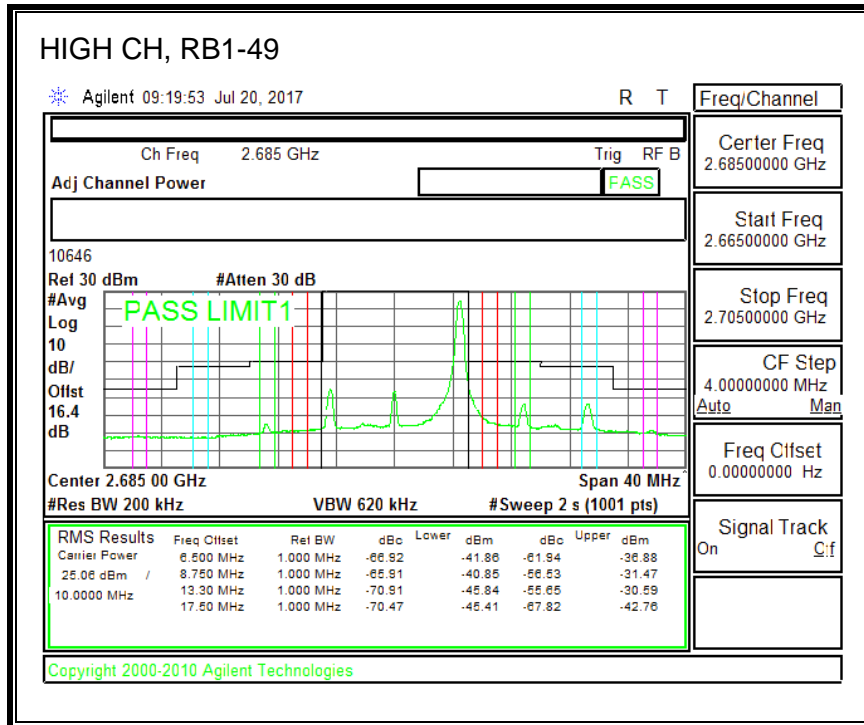 HIGH CH, RB1-49
Agilent 09:19:53 Jul 20, 2017 R T
Freq/Channel
Ch Freq 2.685 GHz Trig RF B
Adj Channel Power PASS
Center Freq
2.68500000 GHz
Start Freq
2.66500000 GHz
10646
Ref 30 dBm #Atten 30 dB
#Avg
Log
10
dB/
Offst
16.4
dB
PASS LIMIT1
Stop Freq
2.70500000 GHz
CF Step
4.00000000 MHz
Auto Man
Freq Offset
0.00000000 Hz
Center 2.685 00 GHz Span 40 MHz
#Res BW 200 kHz VBW 620 kHz #Sweep 2 s (1001 pts)
Signal Track
On Off
RMS Results Freq Offset Ref BW dBc Lower dBm dBc Upper dBm
Carrier Power 6.500 MHz 1.000 MHz -66.92 -41.86 -61.94 -36.88
25.06 dBm / 8.750 MHz 1.000 MHz -65.91 -40.85 -56.53 -31.47
10.0000 MHz 13.30 MHz 1.000 MHz -70.91 -45.84 -55.65 -30.59
17.50 MHz 1.000 MHz -70.47 -45.41 -67.82 -42.76
Copyright 2000-2010 Agilent Technologies